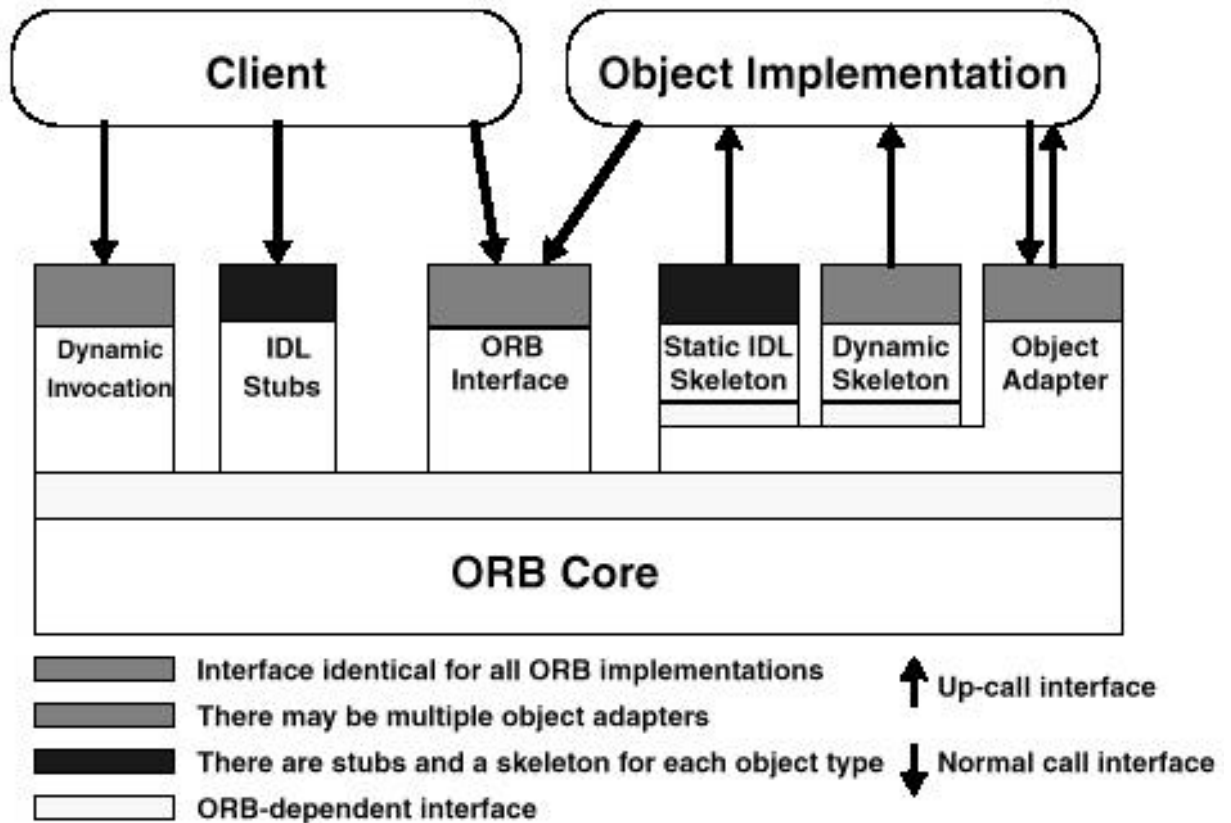 Client
Object Implementation
Dynamic
Invocation
IDL
Stubs
ORB
Interface
Static IDL
Skeleton
Dynamic
Skeleton
Object
Adapter
ORB Core
Interface identical for all ORB implementations
There may be multiple object adapters
There are stubs and a skeleton for each object type
ORB-dependent interface
Up-call interface
Normal call interface